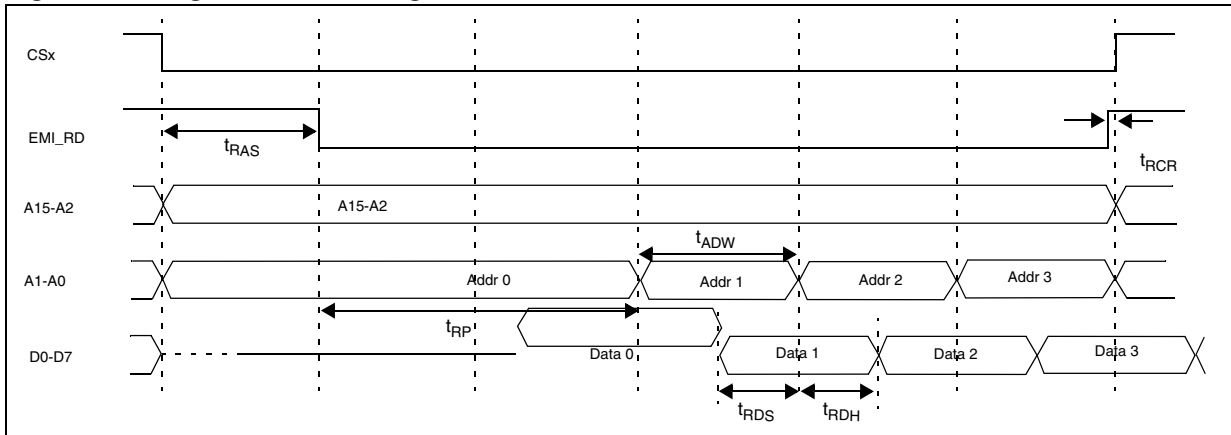 CSx
EMI_RD
tRAS
tRCR
A15-A2
A15-A2
tADW
A1-A0
Addr 0
Addr 1
Addr 2
Addr 3
tRP
D0-D7
Data 0
Data 1
Data 2
Data 3
tRDS
tRDH